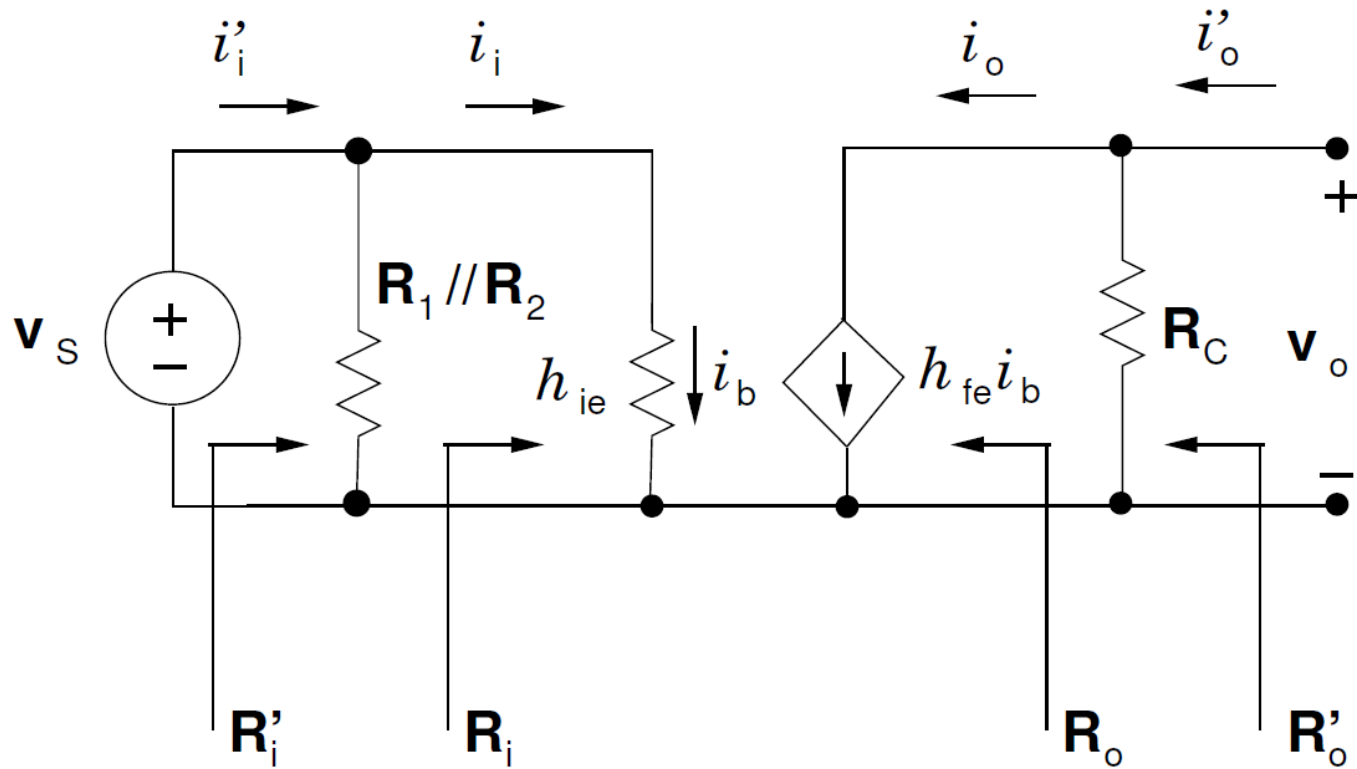 i'i
ii
io
i'o
vS
+
−
R1//R2
hie
ib
hfeib
RC
+
vo
−
R'i
Ri
Ro
R'o